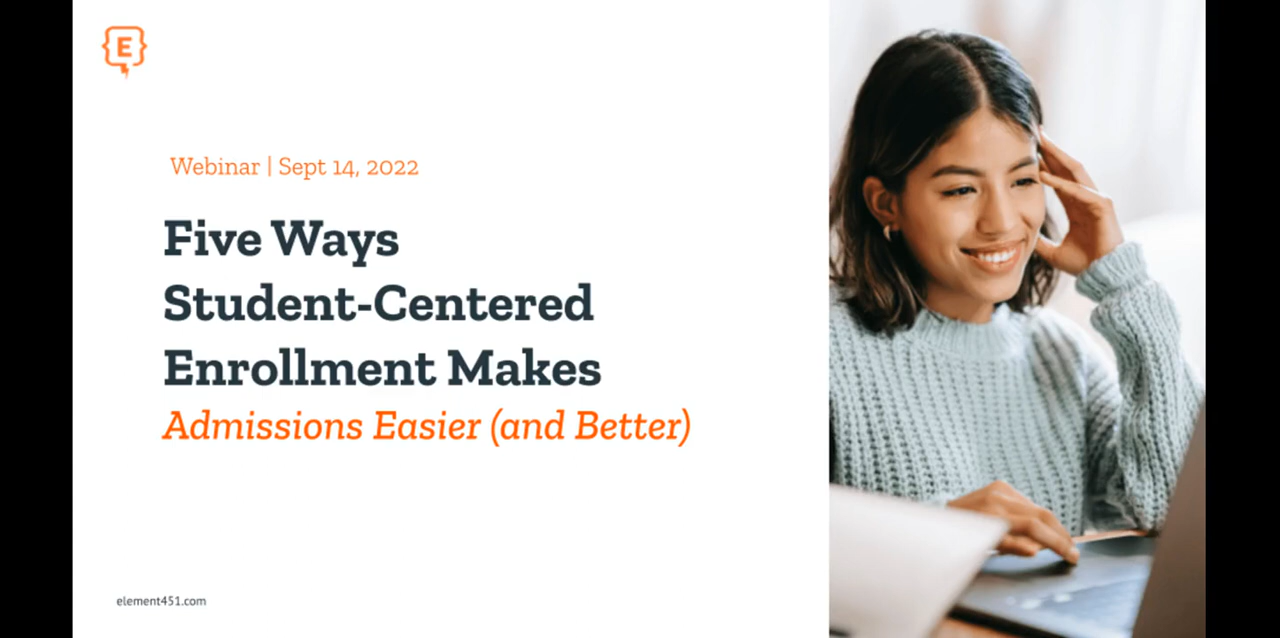 E
Webinar | Sept 14, 2022
Five Ways
Student-Centered
Enrollment Makes
Admissions Easier (and Better)
element451.com